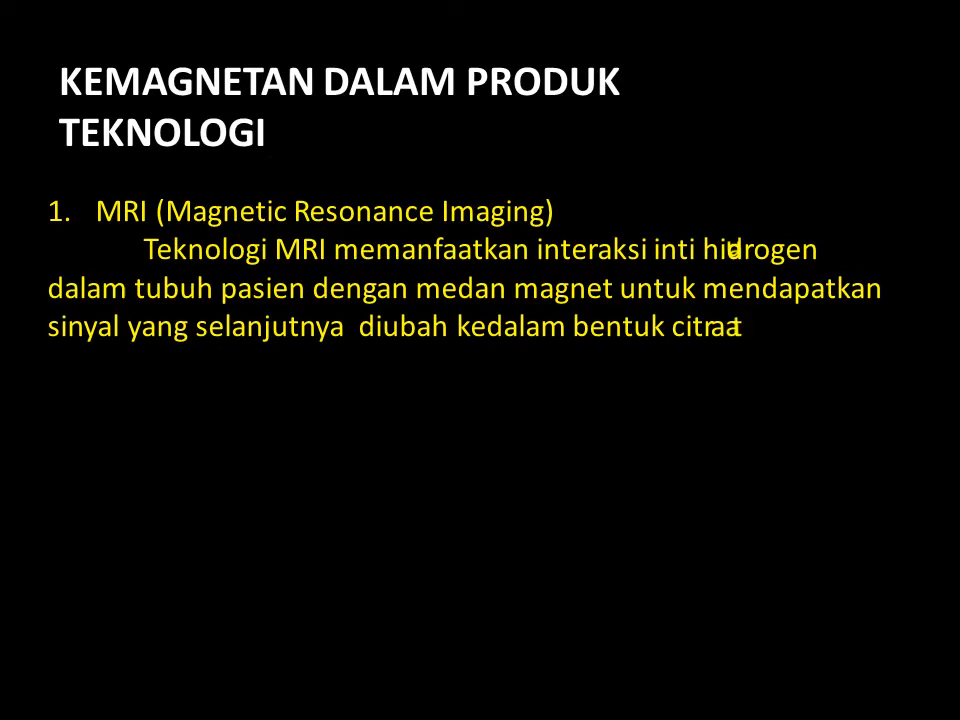 KEMAGNETAN DALAM PRODUK
TEKNOLOGI
1. MRI (Magnetic Resonance Imaging)
Teknologi MRI memanfaatkan interaksi inti hidrogen
dalam tubuh pasien dengan medan magnet untuk mendapatkan
sinyal yang selanjutnya diubah kedalam bentuk